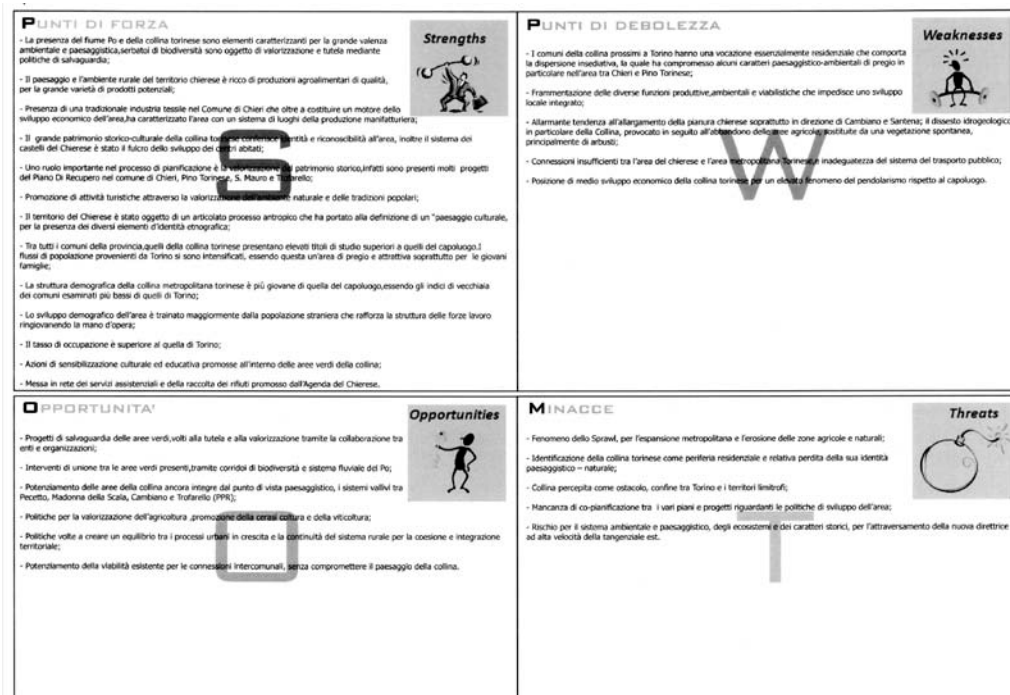 PUNTI DI FORZA
Strengths
- La presenza del fiume Po e della collina torinese sono elementi caratterizzanti per la grande valenza
ambientale e paesaggistica,serbatoi di biodiversità sono oggetto di valorizzazione e tutela mediante
politiche di salvaguardia;
- Il paesaggio e l'ambiente rurale del territorio chierese è ricco di produzioni agroalimentari di qualità,
per la grande varietà di prodotti potenziali;
- Presenza di una tradizionale industria tessile nel Comune di Chieri che oltre a costituire un motore dello
sviluppo economico dell'area,ha caratterizzato l'area con un sistema di luoghi della produzione manifatturiera;
- Il grande patrimonio storico-culturale della collina torinese conferisce identità e riconoscibilità all'area, inoltre il sistema dei
castelli del Chierese è stato il fulcro dello sviluppo dei centri abitati;
- Uno ruolo importante nel processo di pianificazione è la valorizzazione del patrimonio storico,infatti sono presenti molti progetti
del Piano Di Recupero nel comune di Chieri, Pino Torinese, S. Mauro e Trofarello;
- Promozione di attività turistiche attraverso la valorizzazione dell'ambiente naturale e delle tradizioni popolari;
- Il territorio del Chierese è stato oggetto di un articolato processo antropico che ha portato alla definizione di un "paesaggio culturale,
per la presenza dei diversi elementi d'identità etnografica;
- Tra tutti i comuni della provincia,quelli della collina torinese presentano elevati titoli di studio superiori a quelli del capoluogo.I
flussi di popolazione provenienti da Torino si sono intensificati, essendo questa un'area di pregio e attrattiva soprattutto per le giovani
famiglie;
- La struttura demografica della collina metropolitana torinese è più giovane di quella del capoluogo,essendo gli indici di vecchiaia
dei comuni esaminati più bassi di quelli di Torino;
- Lo sviluppo demografico dell'area è trainato maggiormente dalla popolazione straniera che rafforza la struttura delle forze lavoro
ringiovanendo la mano d'opera;
- Il tasso di occupazione è superiore al quella di Torino;
- Azioni di sensibilizzazione culturale ed educativa promosse all'interno delle aree verdi della collina;
- Messa in rete dei servizi assistenziali e della raccolta dei rifiuti promosso dall'Agenda del Chierese.
S
PUNTI DI DEBOLEZZA
Weaknesses
- I comuni della collina prossimi a Torino hanno una vocazione essenzialmente residenziale che comporta
la dispersione insediativa, la quale ha compromesso alcuni caratteri paesaggistico-ambientali di pregio in
particolare nell'area tra Chieri e Pino Torinese;
- Frammentazione delle diverse funzioni produttive,ambientali e viabilistiche che impedisce uno sviluppo
locale integrato;
- Allarmante tendenza all'allargamento della pianura chierese soprattutto in direzione di Cambiano e Santena; il dissesto idrogeologico
in particolare della Collina, provocato in seguito all'abbandono delle aree agricole sostituite da una vegetazione spontanea,
principalmente di arbusti;
- Connessioni insufficienti tra l'area del chierese e l'area metropolitana Torinese,e inadeguatezza del sistema del trasporto pubblico;
- Posizione di medio sviluppo economico della collina torinese per un elevato fenomeno del pendolarismo rispetto al capoluogo.
W
OPPORTUNITA'
Opportunities
- Progetti di salvaguardia delle aree verdi,volti alla tutela e alla valorizzazione tramite la collaborazione tra
enti e organizzazioni;
- Interventi di unione tra le aree verdi presenti,tramite corridoi di biodiversità e sistema fluviale del Po;
- Potenziamento delle aree della collina ancora integre dal punto di vista paesaggistico, i sistemi vallivi tra
Pecetto, Madonna della Scala, Cambiano e Trofarello (PPR);
- Politiche per la valorizzazione dell'agricoltura ,promozione della cerasi coltura e della viticoltura;
- Politiche volte a creare un equilibrio tra i processi urbani in crescita e la continuità del sistema rurale per la coesione e integrazione
territoriale;
- Potenziamento della viabilità esistente per le connessioni intercomunali, senza compromettere il paesaggio della collina.
O
MINACCE
Threats
- Fenomeno dello Sprawl, per l'espansione metropolitana e l'erosione delle zone agricole e naturali;
- Identificazione della collina torinese come periferia residenziale e relativa perdita della sua identità
paesaggistico – naturale;
- Collina percepita come ostacolo, confine tra Torino e i territori limitrofi;
- Mancanza di co-pianificazione tra i vari piani e progetti riguardanti le politiche di sviluppo dell'area;
- Rischio per il sistema ambientale e paesaggistico, degli ecosistemi e dei caratteri storici, per l'attraversamento della nuova direttrice
ad alta velocità della tangenziale est.
T